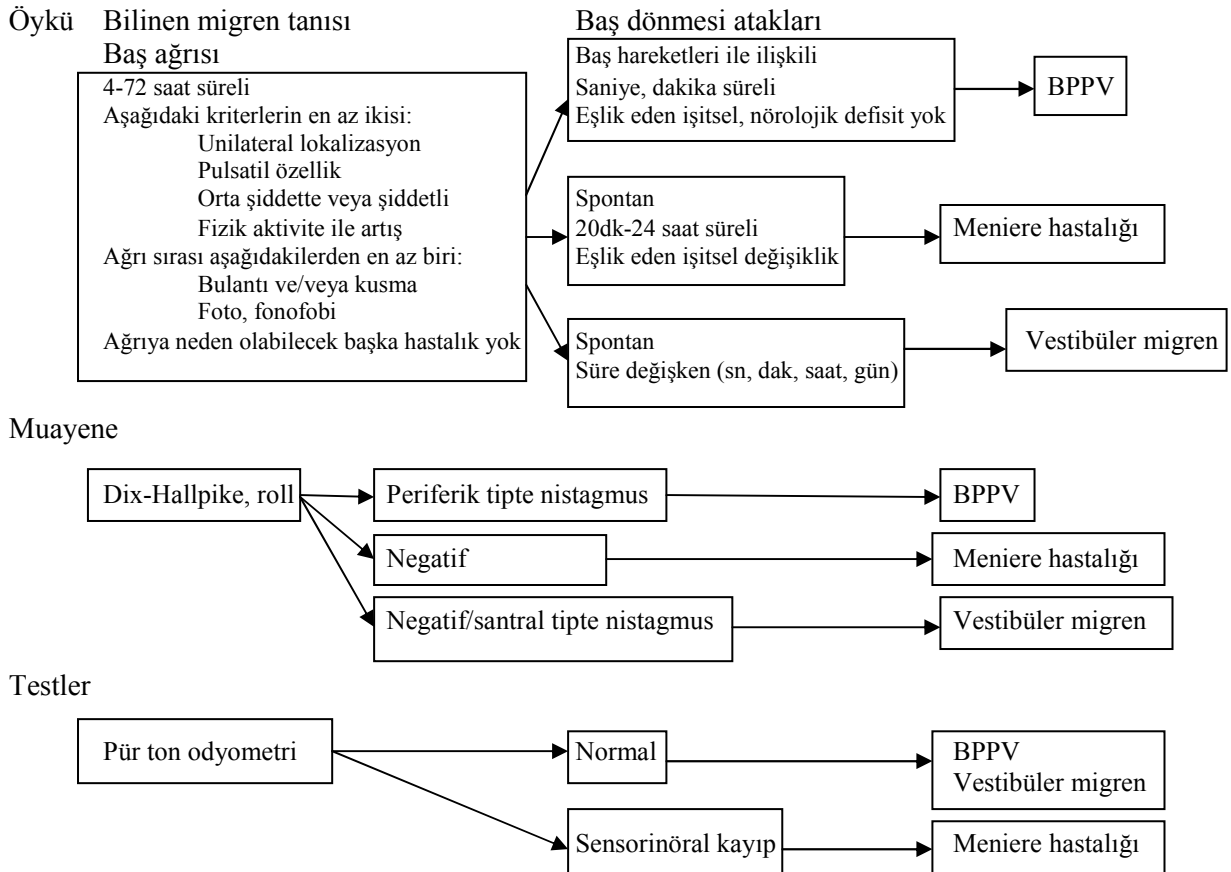 Öykü Bilinen migren tanısı
Baş ağrısı
4-72 saat süreli
Aşağıdaki kriterlerin en az ikisi:
Unilateral lokalizasyon
Pulsatil özellik
Orta şiddette veya şiddetli
Fizik aktivite ile artış
Ağrı sırası aşağıdakilerden en az biri:
Bulantı ve/veya kusma
Foto, fonofobi
Ağrıya neden olabilecek başka hastalık yok
Baş dönmesi atakları
Baş hareketleri ile ilişkili
Saniye, dakika süreli
Eşlik eden işitsel, nörolojik defisit yok
BPPV
Spontan
20dk-24 saat süreli
Eşlik eden işitsel değişiklik
Meniere hastalığı
Spontan
Süre değişken (sn, dak, saat, gün)
Vestibüler migren
Muayene
Dix-Hallpike, roll
Periferik tipte nistagmus
BPPV
Negatif
Meniere hastalığı
Negatif/santral tipte nistagmus
Vestibüler migren
Testler
Pür ton odyometri
Normal
BPPV
Vestibüler migren
Sensorinöral kayıp
Meniere hastalığı